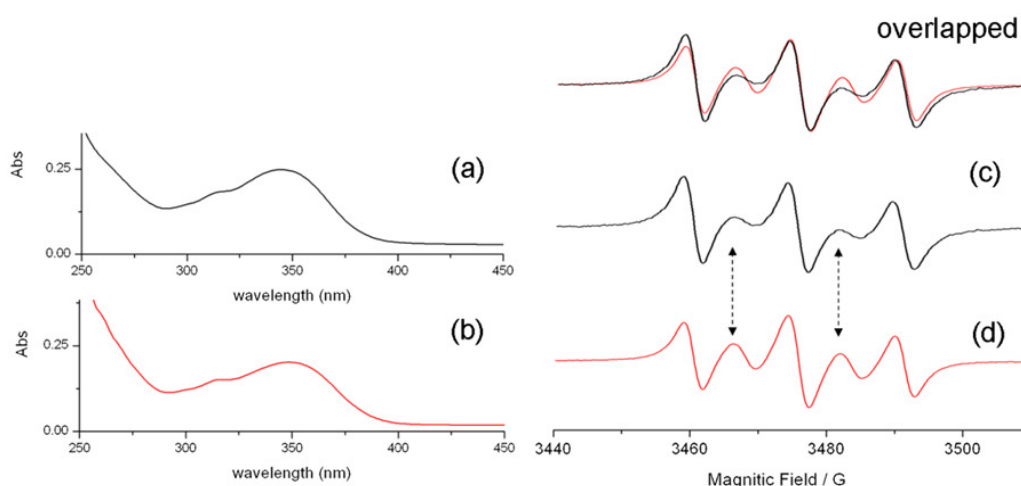 overlapped
Abs
0.25
0.00
(a)
250 300 350 400 450
wavelength (nm)
Abs
0.25
0.00
(b)
250 300 350 400 450
wavelength (nm)
(c)
(d)
3440 3460 3480 3500
Magnitic Field / G